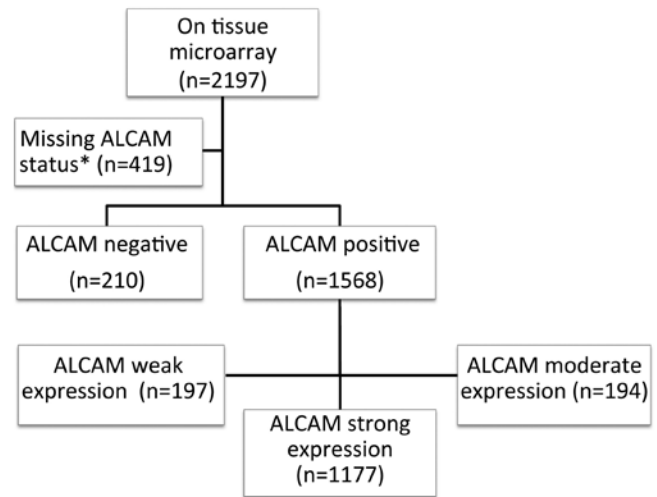 On tissue
microarray
(n=2197)
Missing ALCAM
status* (n=419)
ALCAM negative
(n=210)
ALCAM positive
(n=1568)
ALCAM weak
expression (n=197)
ALCAM moderate
expression (n=194)
ALCAM strong
expression
(n=1177)